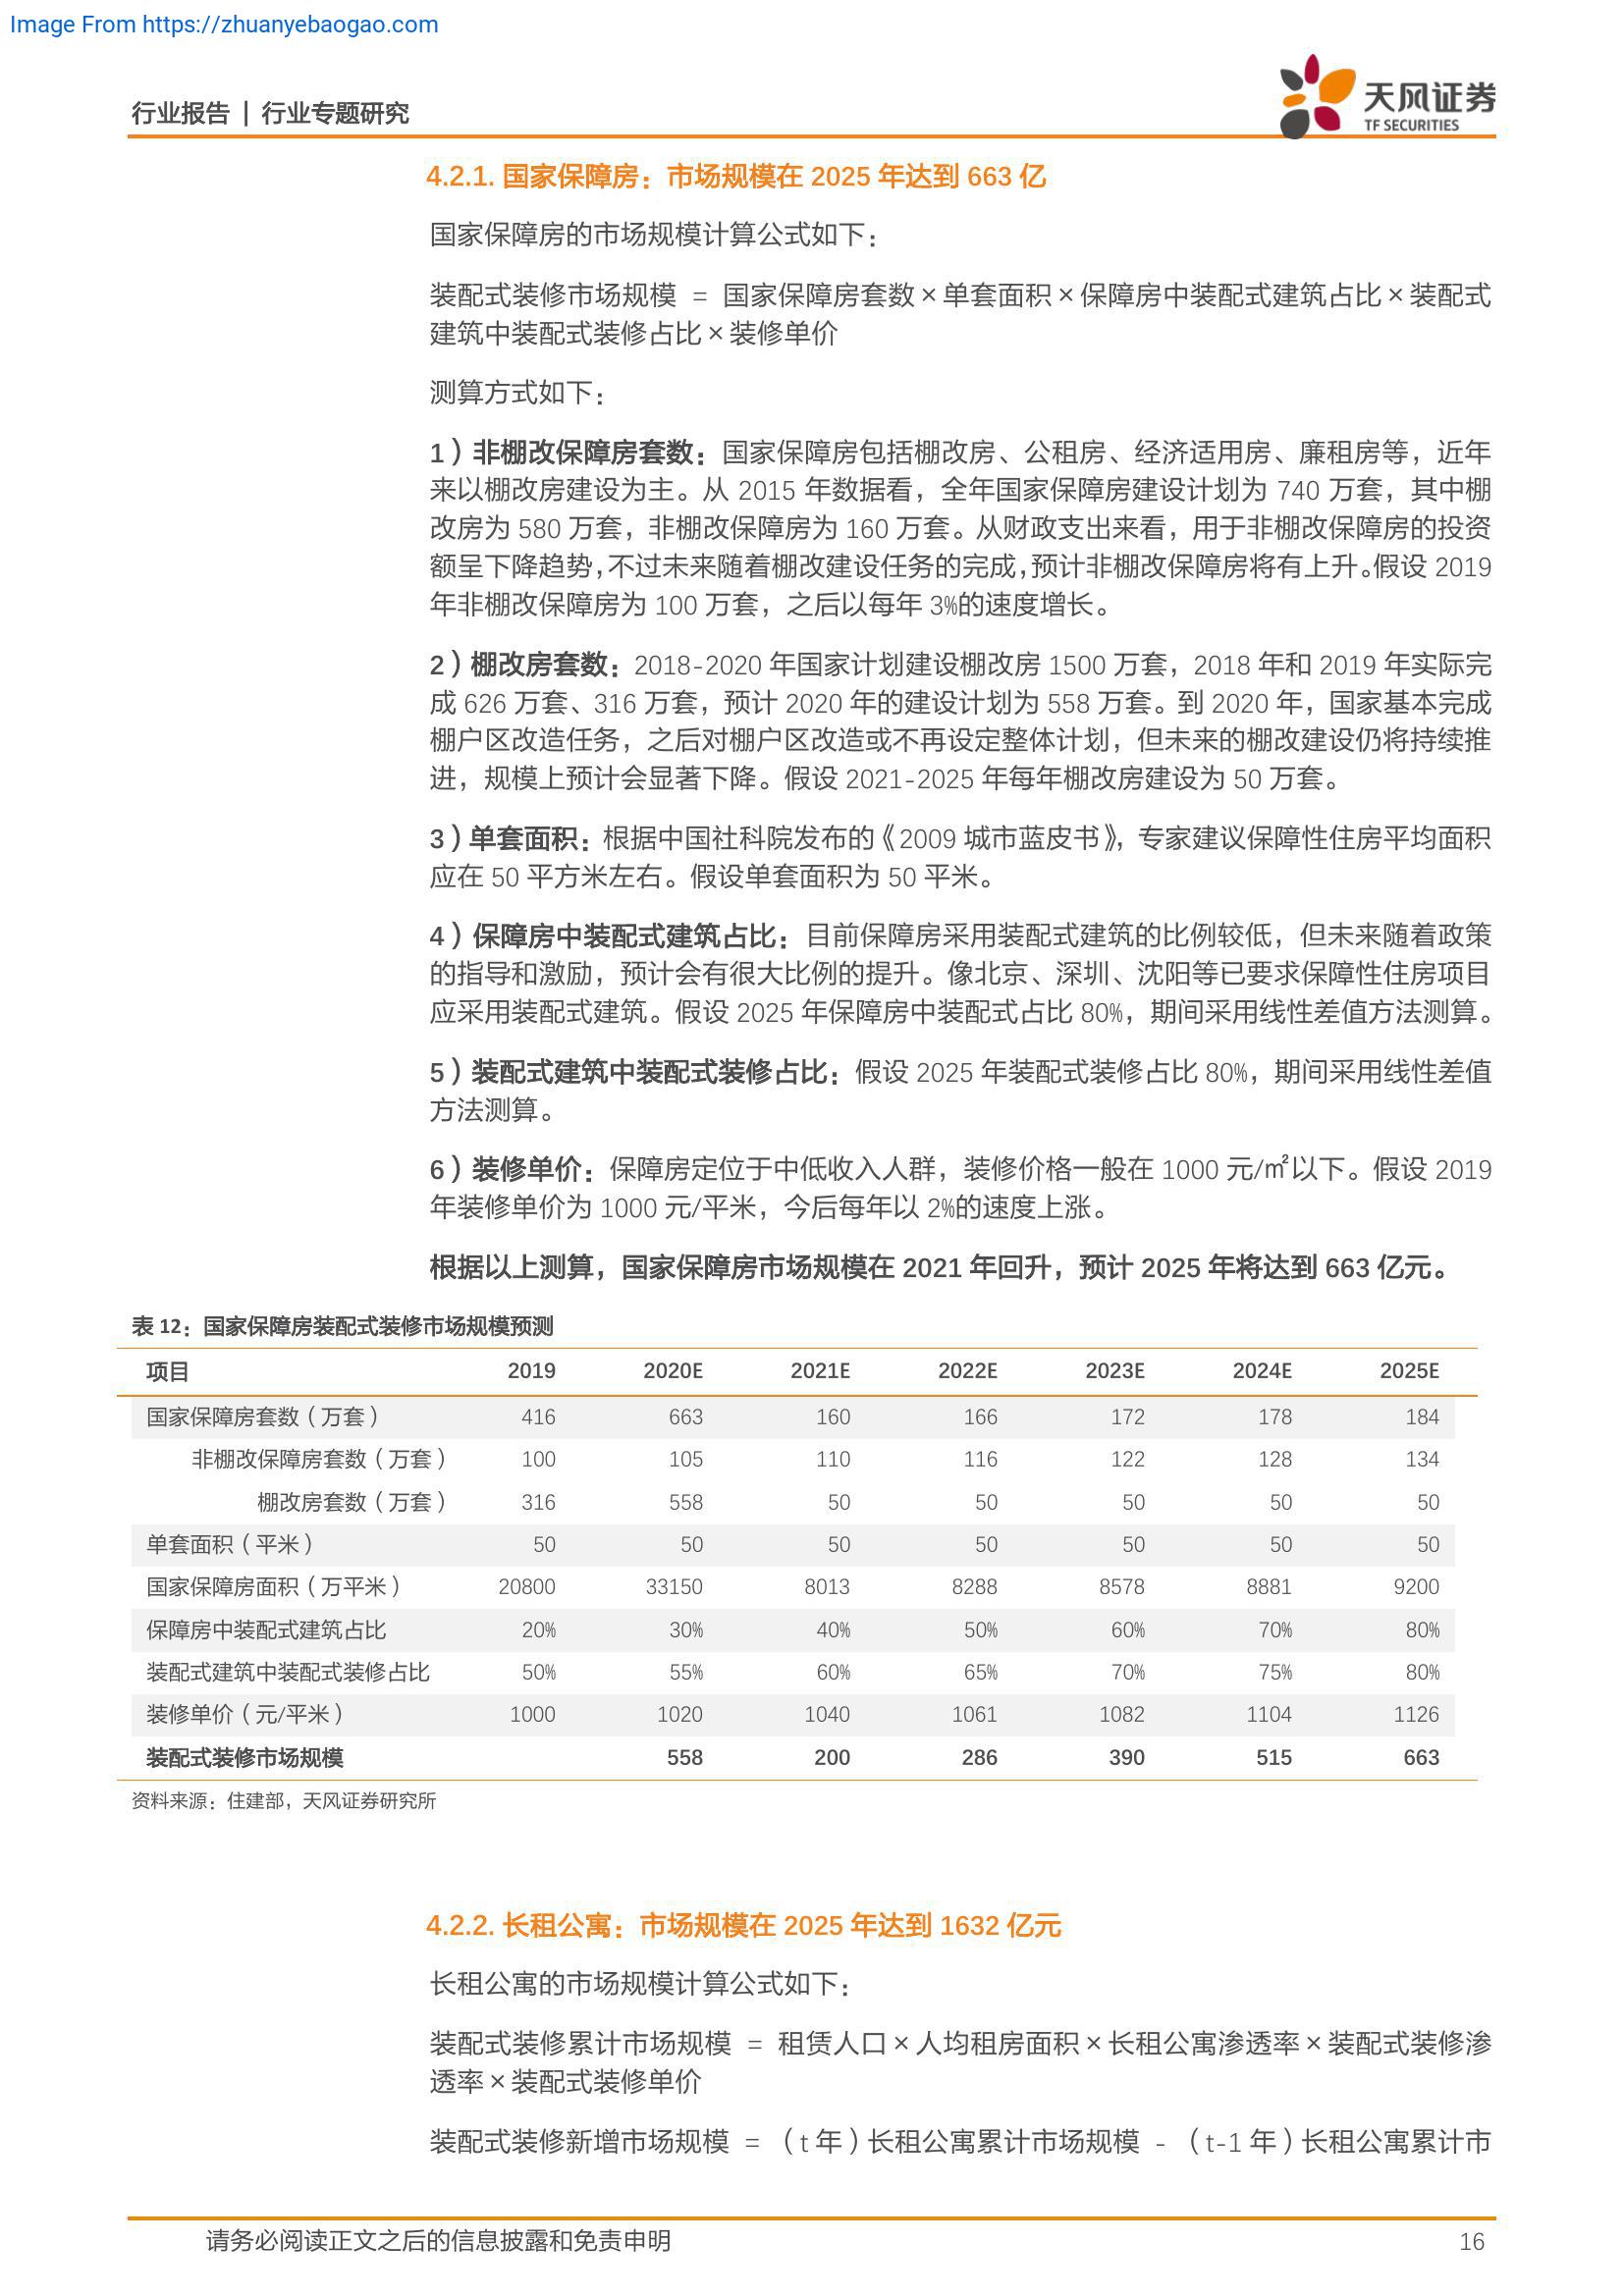 Image From https://zhuanyebaogao.com
行业报告 | 行业专题研究
天风证券
TF SECURITIES
4.2.1. 国家保障房：市场规模在 2025 年达到 663 亿
国家保障房的市场规模计算公式如下：
装配式装修市场规模 = 国家保障房套数×单套面积×保障房中装配式建筑占比×装配式
建筑中装配式装修占比×装修单价
测算方式如下：
1）非棚改保障房套数：国家保障房包括棚改房、公租房、经济适用房、廉租房等，近年
来以棚改房建设为主。从 2015 年数据看，全年国家保障房建设计划为 740 万套，其中棚
改房为 580 万套，非棚改保障房为 160 万套。从财政支出来看，用于非棚改保障房的投资
额呈下降趋势，不过未来随着棚改建设任务的完成，预计非棚改保障房将有上升。假设 2019
年非棚改保障房为 100 万套，之后以每年 3%的速度增长。
2）棚改房套数：2018-2020 年国家计划建设棚改房 1500 万套，2018 年和 2019 年实际完
成 626 万套、316 万套，预计 2020 年的建设计划为 558 万套。到 2020 年，国家基本完成
棚户区改造任务，之后对棚户区改造或不再设定整体计划，但未来的棚改建设仍将持续推
进，规模上预计会显著下降。假设 2021-2025 年每年棚改房建设为 50 万套。
3）单套面积：根据中国社科院发布的《2009 城市蓝皮书》，专家建议保障性住房平均面积
应在 50 平方米左右。假设单套面积为 50 平米。
4）保障房中装配式建筑占比：目前保障房采用装配式建筑的比例较低，但未来随着政策
的指导和激励，预计会有很大比例的提升。像北京、深圳、沈阳等已要求保障性住房项目
应采用装配式建筑。假设 2025 年保障房中装配式占比 80%，期间采用线性差值方法测算。
5）装配式建筑中装配式装修占比：假设 2025 年装配式装修占比 80%，期间采用线性差值
方法测算。
6）装修单价：保障房定位于中低收入人群，装修价格一般在 1000 元/㎡以下。假设 2019
年装修单价为 1000 元/平米，今后每年以 2%的速度上涨。
根据以上测算，国家保障房市场规模在 2021 年回升，预计 2025 年将达到 663 亿元。
表 12：国家保障房装配式装修市场规模预测
项目 2019 2020E 2021E 2022E 2023E 2024E 2025E
国家保障房套数（万套） 416 663 160 166 172 178 184
非棚改保障房套数（万套） 100 105 110 116 122 128 134
棚改房套数（万套） 316 558 50 50 50 50 50
单套面积（平米） 50 50 50 50 50 50 50
国家保障房面积（万平米） 20800 33150 8013 8288 8578 8881 9200
保障房中装配式建筑占比 20% 30% 40% 50% 60% 70% 80%
装配式建筑中装配式装修占比 50% 55% 60% 65% 70% 75% 80%
装修单价（元/平米） 1000 1020 1040 1061 1082 1104 1126
装配式装修市场规模 558 200 286 390 515 663
资料来源：住建部，天风证券研究所
4.2.2. 长租公寓：市场规模在 2025 年达到 1632 亿元
长租公寓的市场规模计算公式如下：
装配式装修累计市场规模 = 租赁人口×人均租房面积×长租公寓渗透率×装配式装修渗
透率×装配式装修单价
装配式装修新增市场规模 = （t 年）长租公寓累计市场规模 - （t-1 年）长租公寓累计市
请务必阅读正文之后的信息披露和免责申明
16